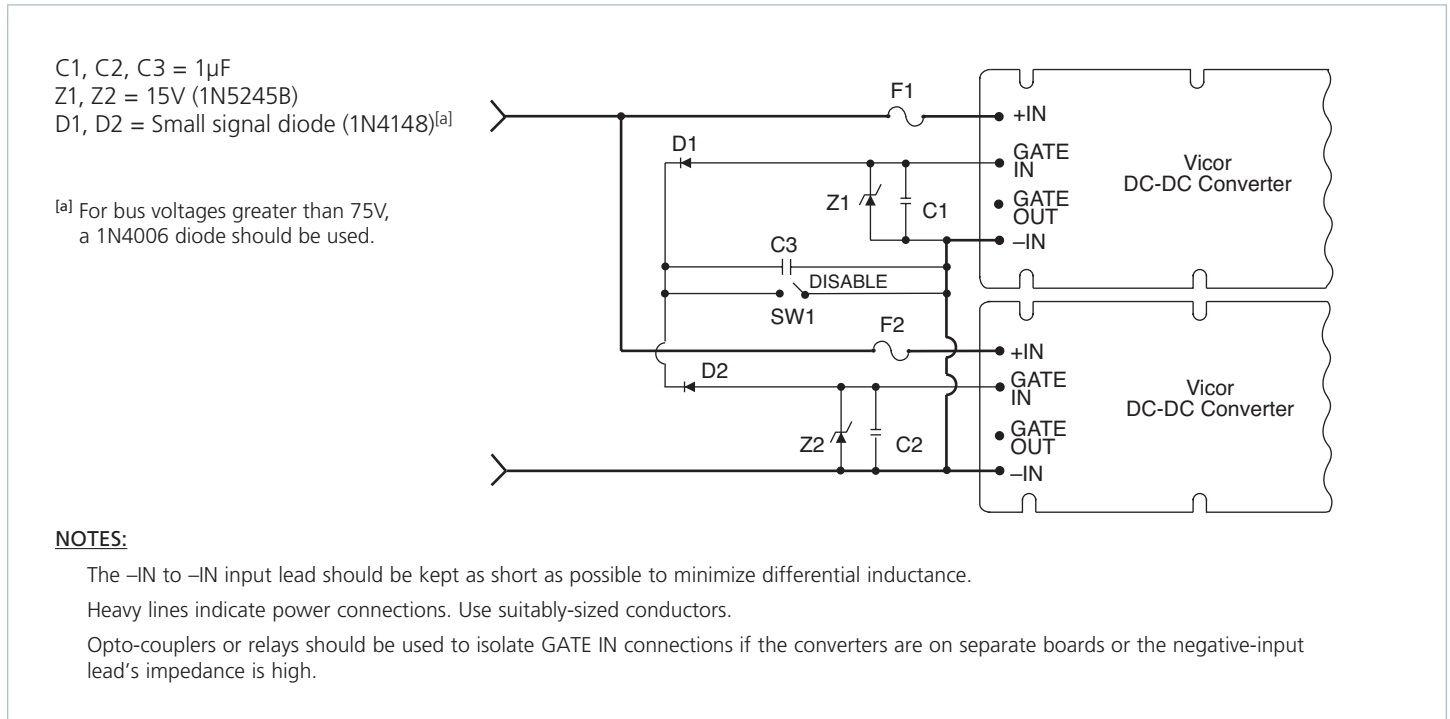 C1, C2, C3 = 1µF
Z1, Z2 = 15V (1N5245B)
D1, D2 = Small signal diode (1N4148)[a]
[a] For bus voltages greater than 75V,
a 1N4006 diode should be used.
F1
+IN
D1
GATE
IN
Vicor
DC-DC Converter
Z1
C1
GATE
OUT
–IN
C3
DISABLE
SW1
F2
+IN
D2
GATE
IN
Vicor
DC-DC Converter
Z2
C2
GATE
OUT
–IN
NOTES:
The –IN to –IN input lead should be kept as short as possible to minimize differential inductance.
Heavy lines indicate power connections. Use suitably-sized conductors.
Opto-couplers or relays should be used to isolate GATE IN connections if the converters are on separate boards or the negative-input
lead's impedance is high.